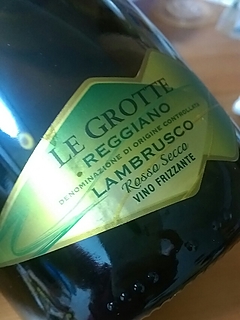 LE GROTTE
REGGIANO
DENOMINAZIONE DI ORIGINE CONTROLLATA
LAMBRUSCO
Rosso Secco
VINO FRIZZANTE